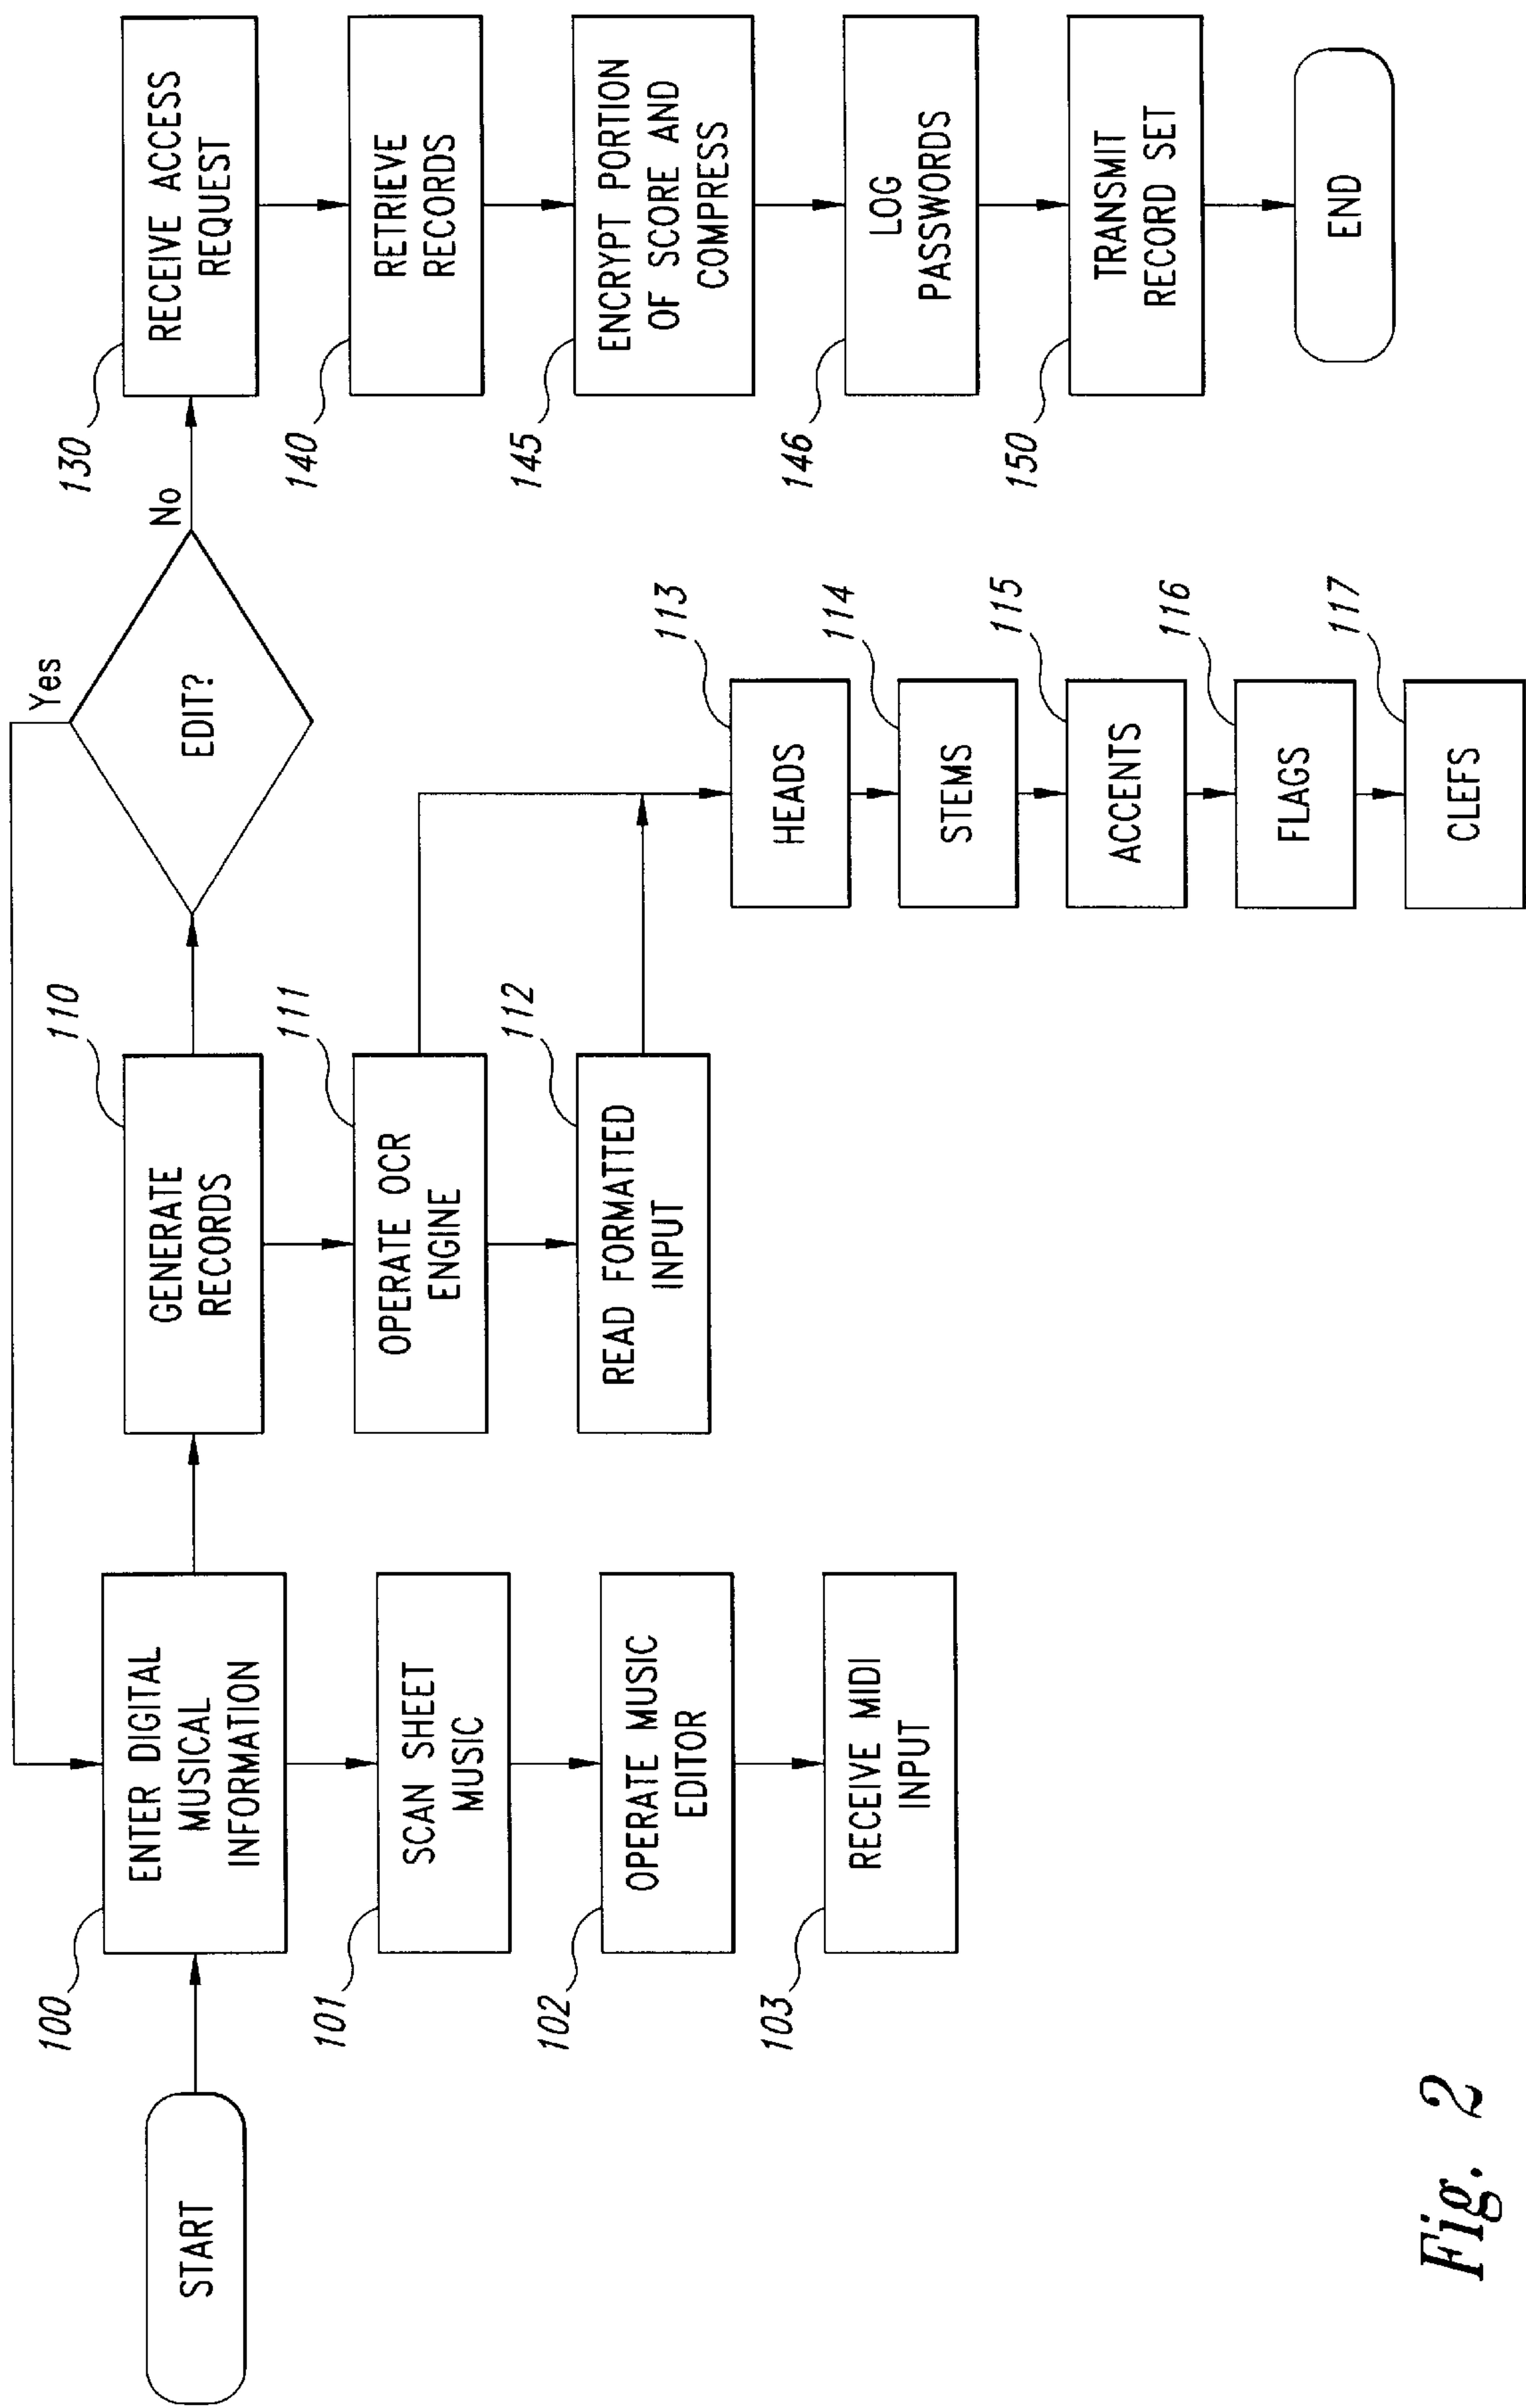 START
100
ENTER DIGITAL
MUSICAL
INFORMATION
101
SCAN SHEET
MUSIC
102
OPERATE MUSIC
EDITOR
103
RECEIVE MIDI
INPUT
110
GENERATE
RECORDS
111
OPERATE OCR
ENGINE
112
READ FORMATTED
INPUT
Yes
EDIT?
No
113
HEADS
114
STEMS
115
ACCENTS
116
FLAGS
117
CLEFS
130
RECEIVE ACCESS
REQUEST
140
RETRIEVE
RECORDS
145
ENCRYPT PORTION
OF SCORE AND
COMPRESS
146
LOG
PASSWORDS
150
TRANSMIT
RECORD SET
END
Fig. 2